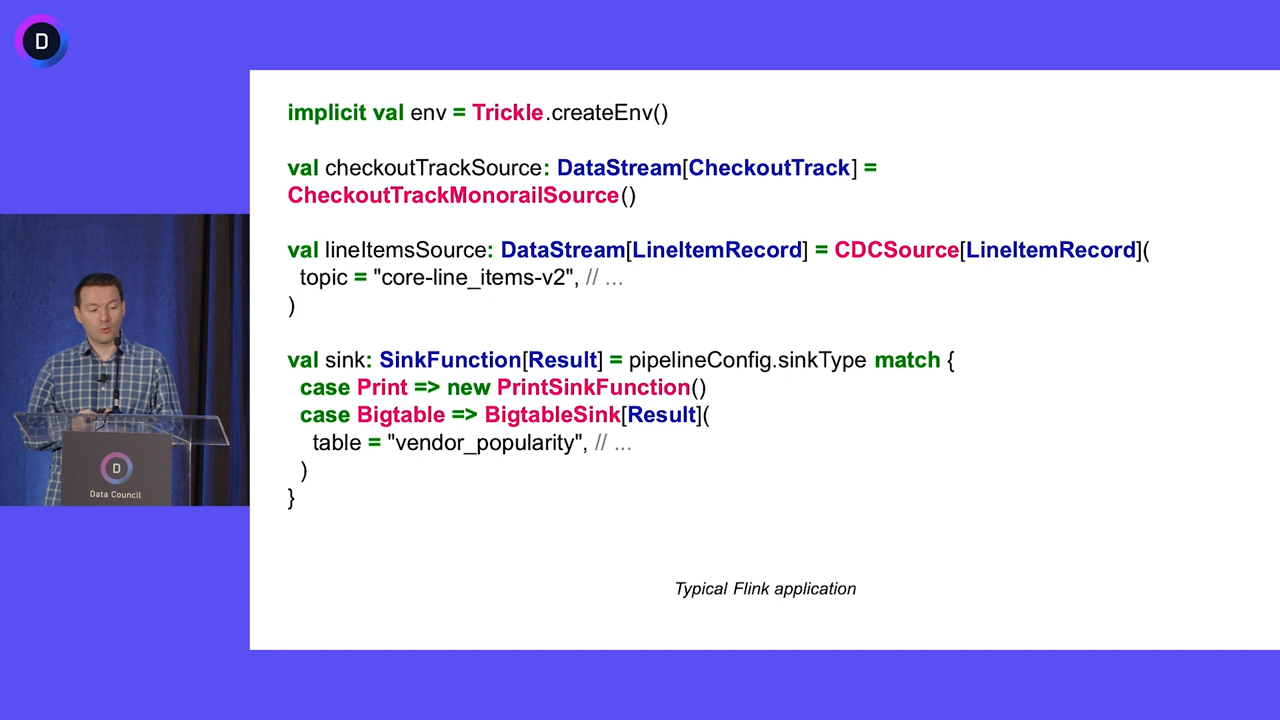 D
implicit val env = Trickle.createEnv()
val checkoutTrackSource: DataStream[CheckoutTrack] =
CheckoutTrackMonorailSource()
val lineItemsSource: DataStream[LineItemRecord] = CDCSource[LineItemRecord](
  topic = "core-line_items-v2", // ...
)
val sink: SinkFunction[Result] = pipelineConfig.sinkType match {
  case Print => new PrintSinkFunction()
  case Bigtable => BigtableSink[Result](
    table = "vendor_popularity", // ...
  )
}
Typical Flink application
D
Data Council